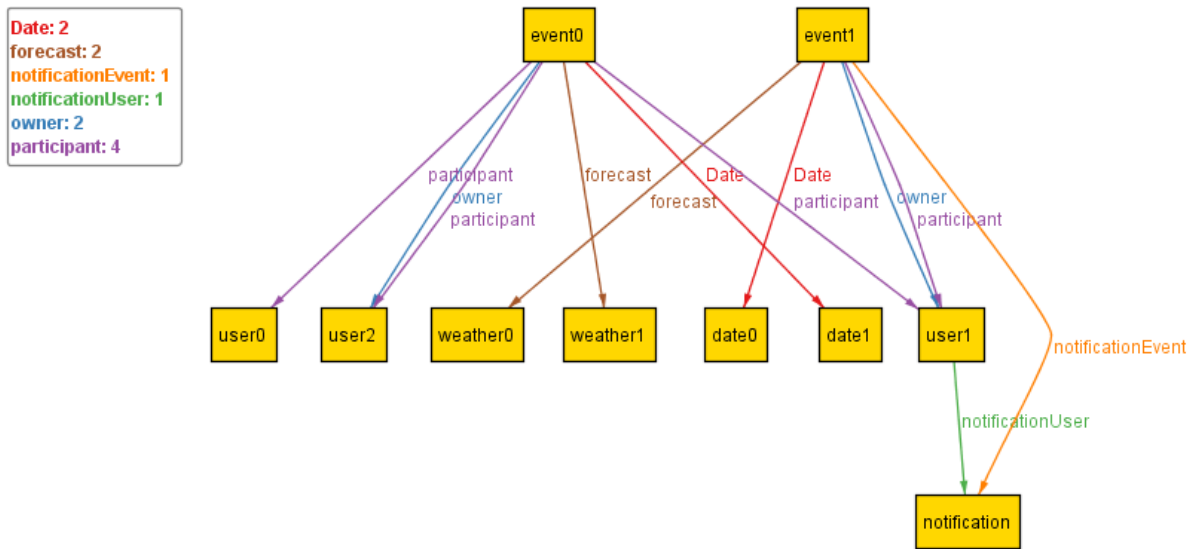 Date: 2
forecast: 2
notificationEvent: 1
notificationUser: 1
owner: 2
participant: 4
event0
event1
participant
forecast
Date
Date
owner
forecast
participant
owner
participant
participant
user0
user2
weather0
weather1
date0
date1
user1
notificationEvent
notificationUser
notification